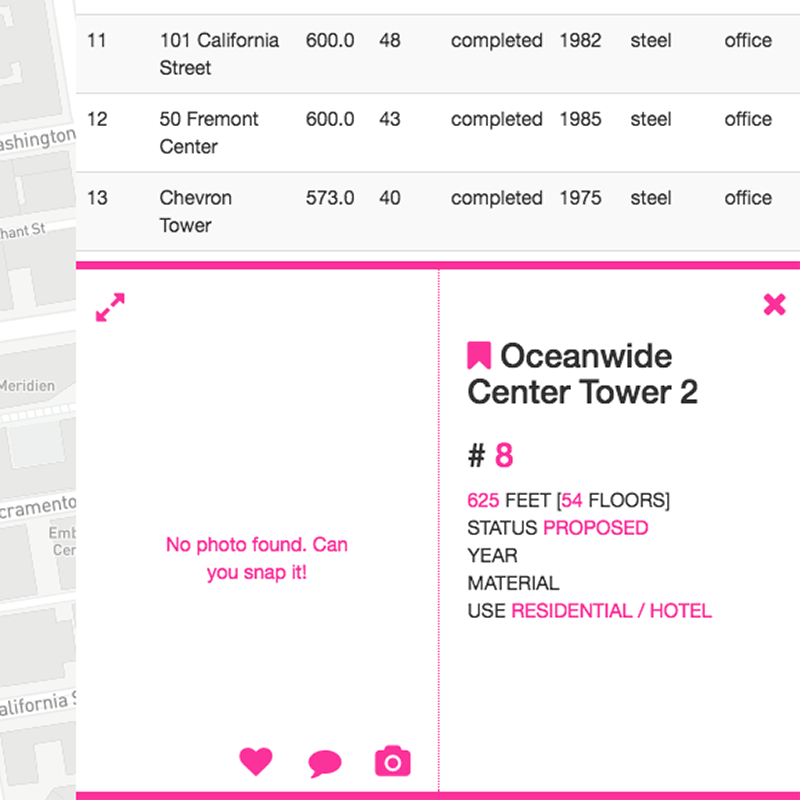 11 101 California Street 600.0 48 completed 1982 steel office
12 50 Fremont Center 600.0 43 completed 1985 steel office
13 Chevron Tower 573.0 40 completed 1975 steel office
ashington
hant St
Meridien
cramento
Emb
Cer
alifornia S
No photo found. Can
you snap it!
Oceanwide
Center Tower 2
# 8
625 FEET [54 FLOORS]
STATUS PROPOSED
YEAR
MATERIAL
USE RESIDENTIAL / HOTEL